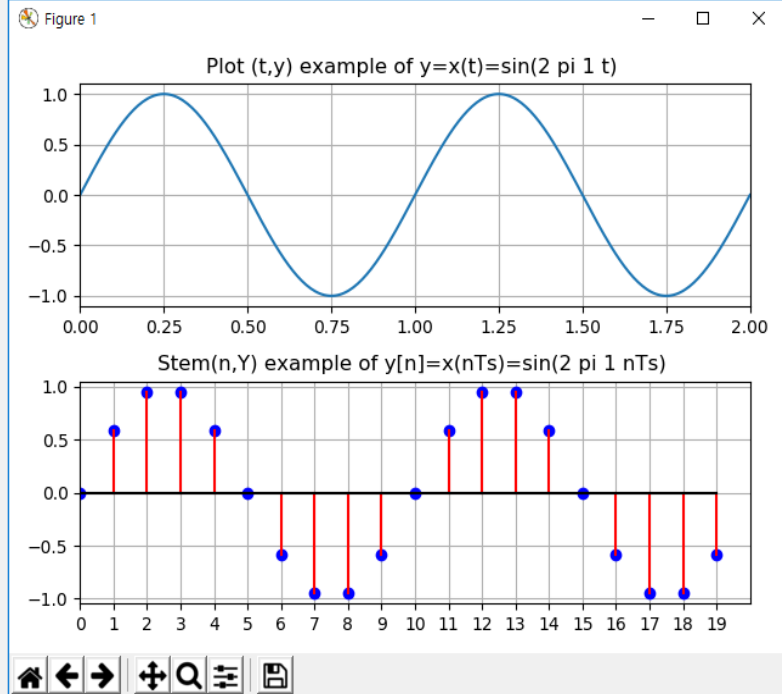 Figure 1
Plot (t,y) example of y=x(t)=sin(2 pi 1 t)
1.0
0.5
0.0
−0.5
−1.0
0.00 0.25 0.50 0.75 1.00 1.25 1.50 1.75 2.00
Stem(n,Y) example of y[n]=x(nTs)=sin(2 pi 1 nTs)
1.0
0.5
0.0
−0.5
−1.0
0 1 2 3 4 5 6 7 8 9 10 11 12 13 14 15 16 17 18 19